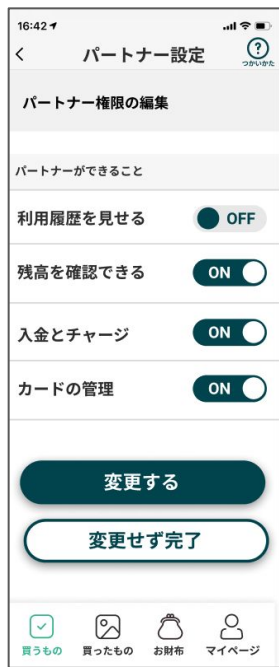 16:42
パートナー設定
?
つかいかた
パートナー権限の編集
パートナーができること
利用履歴を見せる OFF
残高を確認できる ON
入金とチャージ ON
カードの管理 ON
変更する
変更せず完了
買うもの 買ったもの お財布 マイページ